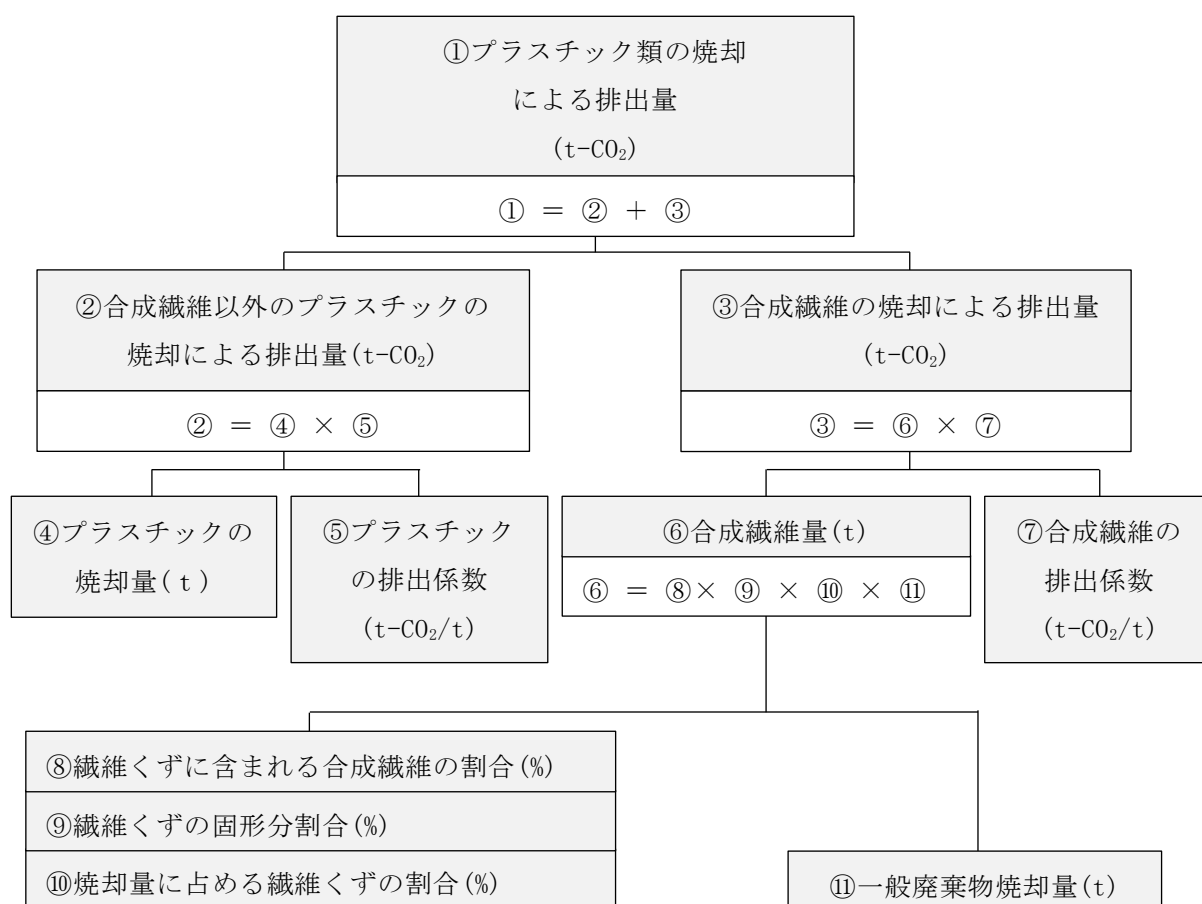 ①プラスチック類の焼却
による排出量
(t-CO₂)
① = ② + ③
②合成繊維以外のプラスチックの
焼却による排出量(t-CO₂)
② = ④ × ⑤
③合成繊維の焼却による排出量
(t-CO₂)
③ = ⑥ × ⑦
④プラスチックの
焼却量(t)
⑤プラスチック
の排出係数
(t-CO₂/t)
⑥合成繊維量(t)
⑥ = ⑧× ⑨ × ⑩ × ⑪
⑦合成繊維の
排出係数
(t-CO₂/t)
⑧繊維くずに含まれる合成繊維の割合(%)
⑨繊維くずの固形分割合(%)
⑩焼却量に占める繊維くずの割合(%)
⑪一般廃棄物焼却量(t)